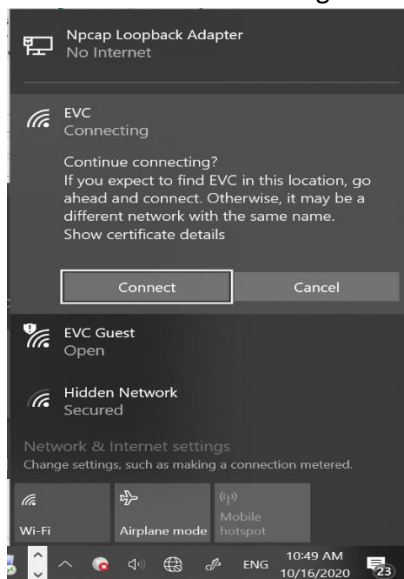 Npcap Loopback Adapter
No Internet
EVC
Connecting
Continue connecting?
If you expect to find EVC in this location, go
ahead and connect. Otherwise, it may be a
different network with the same name.
Show certificate details
Connect
Cancel
EVC Guest
Open
Hidden Network
Secured
Network & Internet settings
Change settings, such as making a connection metered.
Wi-Fi
Airplane mode
Mobile
hotspot
ENG
10:49 AM
10/16/2020
23